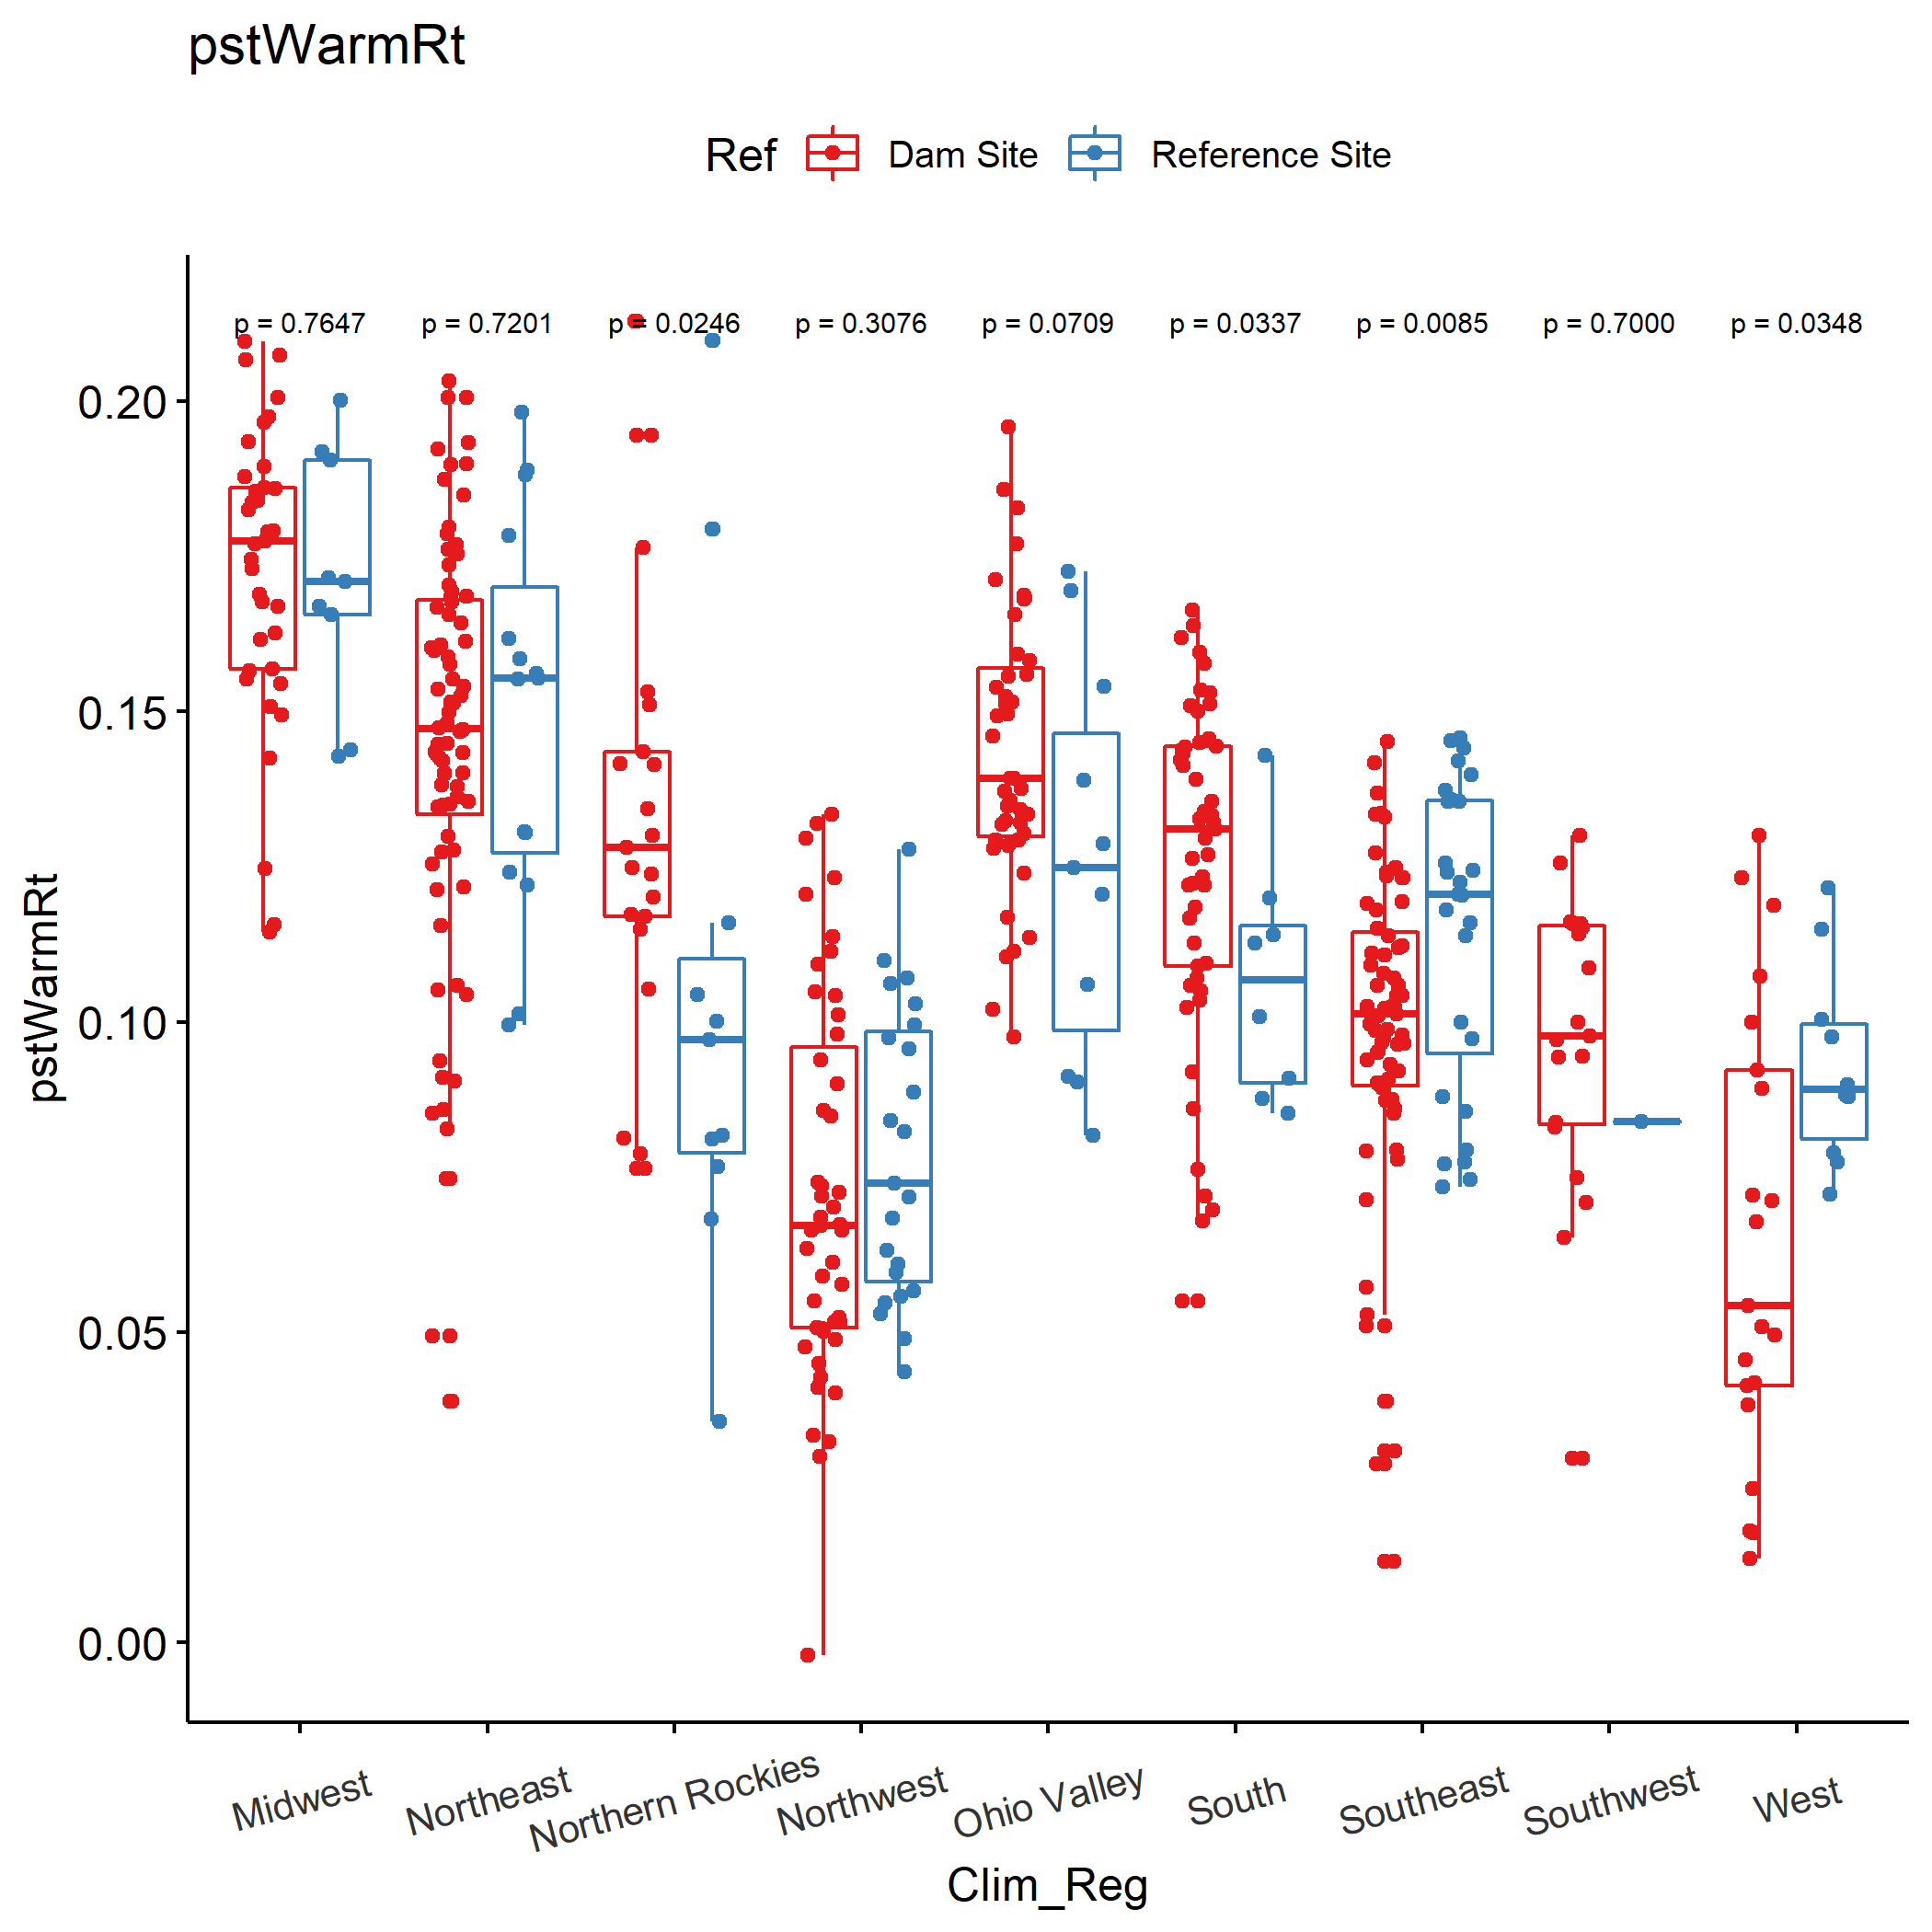 pstWarmRt
Ref Dam Site Reference Site
p = 0.7647 p = 0.7201 p = 0.0246 p = 0.3076 p = 0.0709 p = 0.0337 p = 0.0085 p = 0.7000 p = 0.0348
0.20
0.15
0.10
0.05
0.00
pstWarmRt
Midwest Northeast Northern Rockies Northwest Ohio Valley South Southeast Southwest West
Clim_Reg